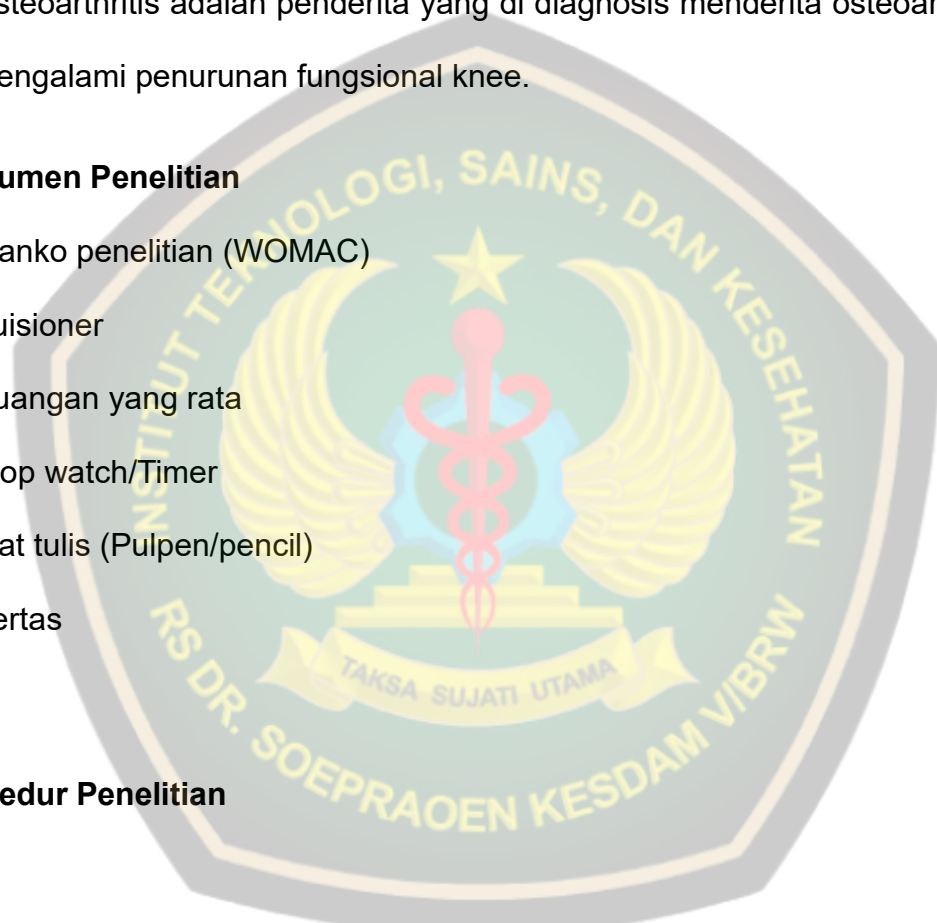 steoarthritis adalah penderita yang di diagnosis menderita osteoar
engalami penurunan fungsional knee.
umen Penelitian
anko penelitian (WOMAC)
uisioner
uangan yang rata
op watch/Timer
at tulis (Pulpen/pencil)
ertas
edur Penelitian
INSTITUT TEKNOLOGI, SAINS, DAN KESEHATAN
TAKSA SUJATI UTAMA
RS DR. SOEPRAOEN KESDAM V/BRW